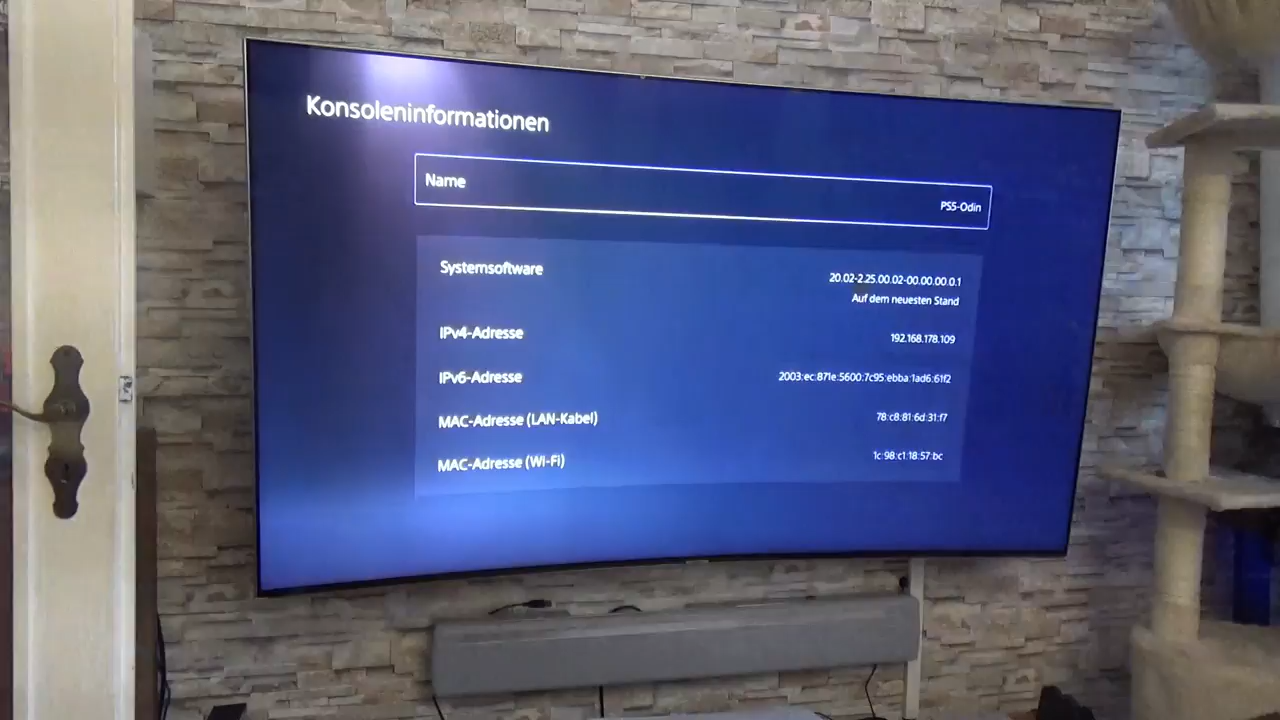 Konsoleninformationen
Name
PS5-Odin
Systemsoftware
20.02-2.25.00.02-00.00.00.0.1
Auf dem neuesten Stand
IPv4-Adresse
192.168.178.109
IPv6-Adresse
2003:ec:871e:5600:7c95:ebba:1ad6:61f2
MAC-Adresse (LAN-Kabel)
78:c8:81:6d:31:f7
MAC-Adresse (Wi-Fi)
1c:98:c1:18:57:bc